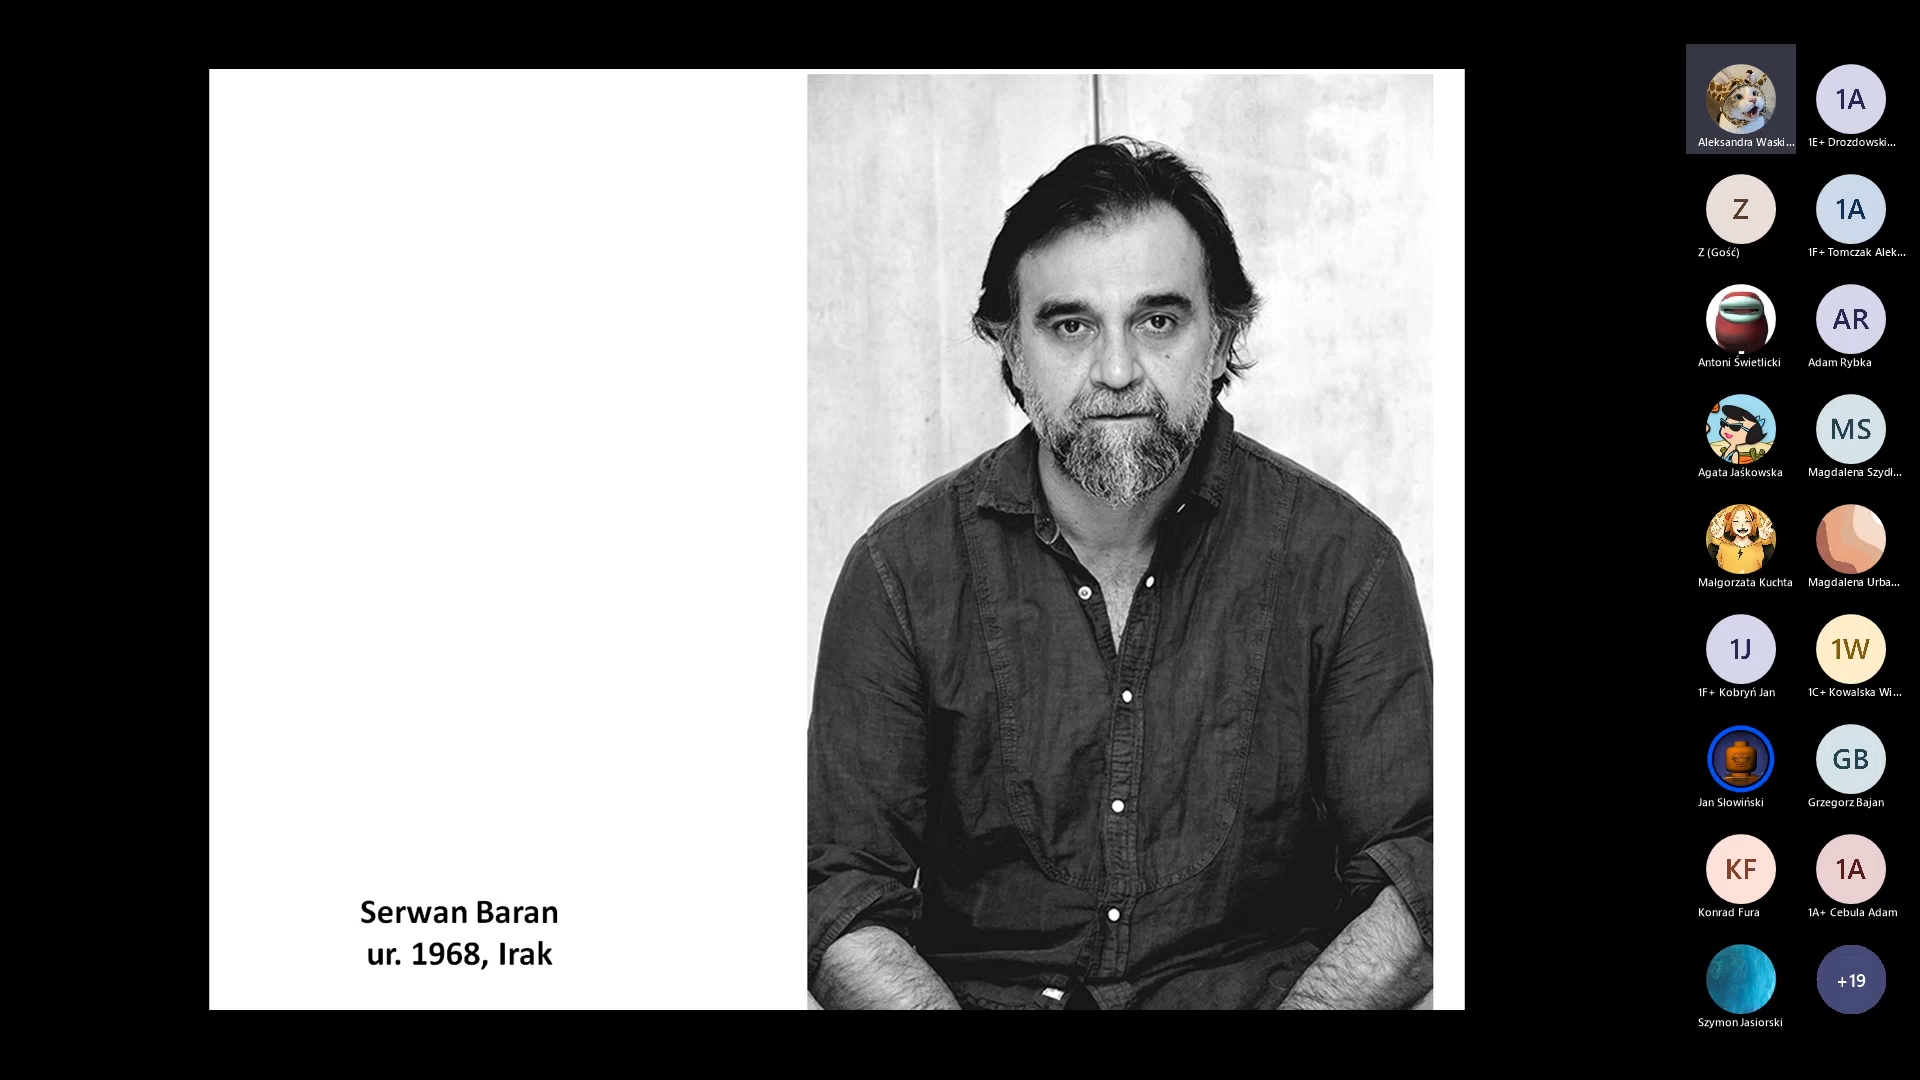 Serwan Baran
ur. 1968, Irak
Aleksandra Waski...
1A
1E+ Drozdowski...
Z
Z (Gość)
1A
1F+ Tomczak Alek...
Antoni Świetlicki
AR
Adam Rybka
Agata Jaśkowska
MS
Magdalena Szydł...
Małgorzata Kuchta
Magdalena Urba...
1J
1F+ Kobryń Jan
1W
1C+ Kowalska Wi...
Jan Słowiński
GB
Grzegorz Bajan
KF
Konrad Fura
1A
1A+ Cebula Adam
Szymon Jasiorski
+19